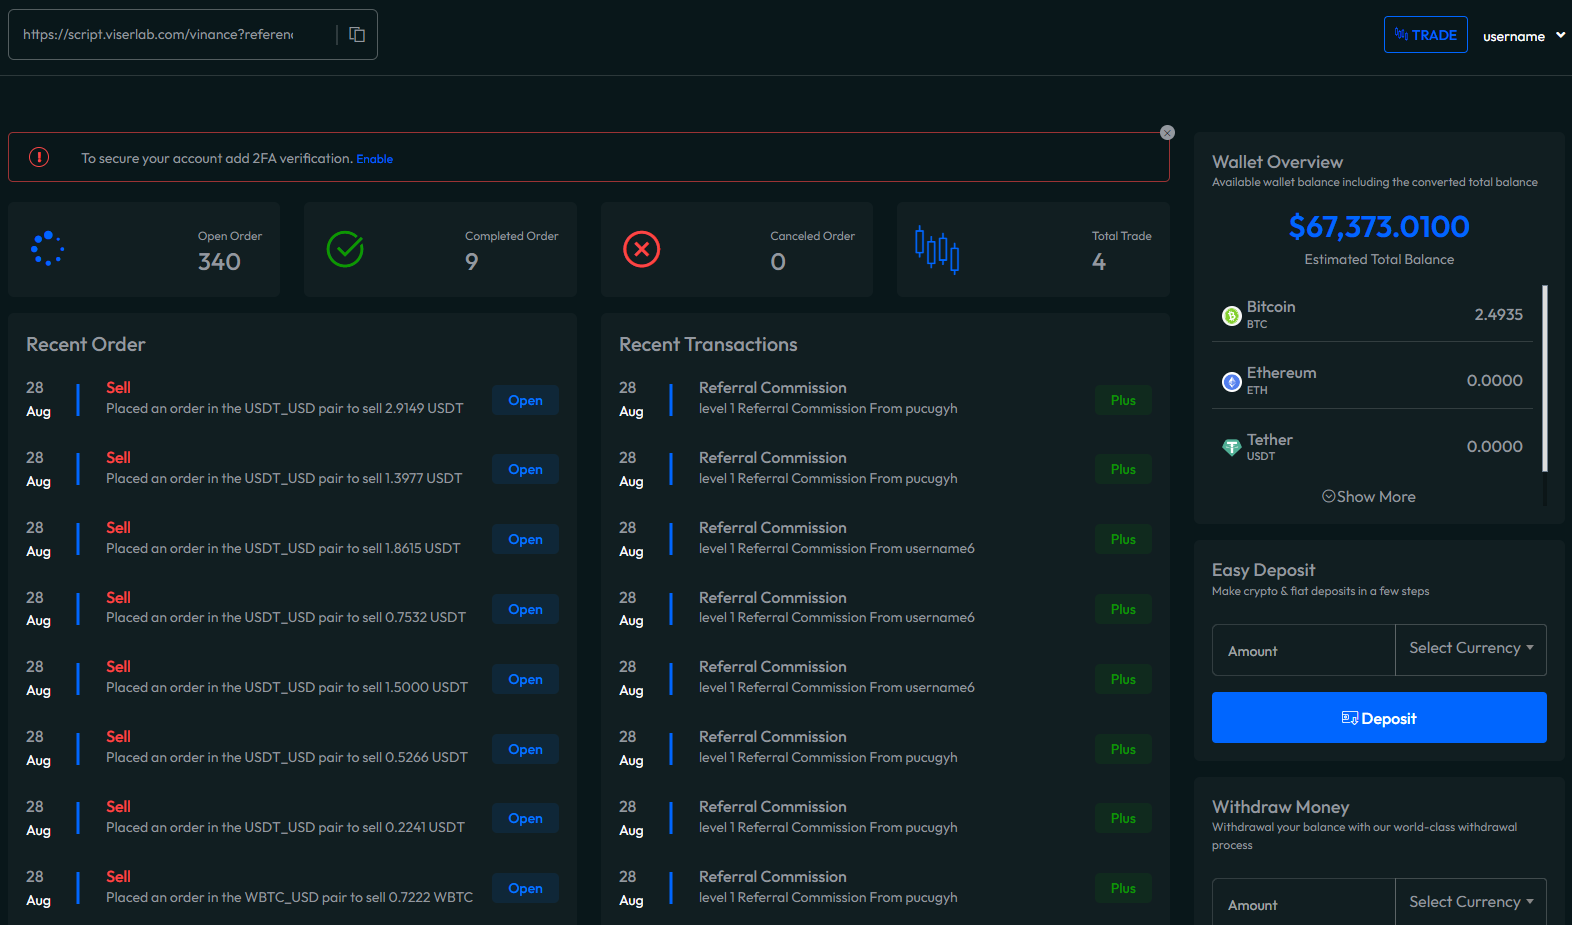 https://script.viserlab.com/vinance?referen
TRADE
username
To secure your account add 2FA verification. Enable
Open Order
340
Completed Order
9
Canceled Order
0
Total Trade
4
Recent Order
28
Aug
Sell
Placed an order in the USDT_USD pair to sell 2.9149 USDT
Open
28
Aug
Sell
Placed an order in the USDT_USD pair to sell 1.3977 USDT
Open
28
Aug
Sell
Placed an order in the USDT_USD pair to sell 1.8615 USDT
Open
28
Aug
Sell
Placed an order in the USDT_USD pair to sell 0.7532 USDT
Open
28
Aug
Sell
Placed an order in the USDT_USD pair to sell 1.5000 USDT
Open
28
Aug
Sell
Placed an order in the USDT_USD pair to sell 0.5266 USDT
Open
28
Aug
Sell
Placed an order in the USDT_USD pair to sell 0.2241 USDT
Open
28
Aug
Sell
Placed an order in the WBTC_USD pair to sell 0.7222 WBTC
Open
Recent Transactions
28
Aug
Referral Commission
level 1 Referral Commission From pucugyh
Plus
28
Aug
Referral Commission
level 1 Referral Commission From pucugyh
Plus
28
Aug
Referral Commission
level 1 Referral Commission From username6
Plus
28
Aug
Referral Commission
level 1 Referral Commission From username6
Plus
28
Aug
Referral Commission
level 1 Referral Commission From username6
Plus
28
Aug
Referral Commission
level 1 Referral Commission From pucugyh
Plus
28
Aug
Referral Commission
level 1 Referral Commission From pucugyh
Plus
28
Aug
Referral Commission
level 1 Referral Commission From pucugyh
Plus
Wallet Overview
Available wallet balance including the converted total balance
$67,373.0100
Estimated Total Balance
Bitcoin
BTC
2.4935
Ethereum
ETH
0.0000
Tether
USDT
0.0000
Show More
Easy Deposit
Make crypto & fiat deposits in a few steps
Amount
Select Currency
Deposit
Withdraw Money
Withdrawal your balance with our world-class withdrawal
process
Amount
Select Currency